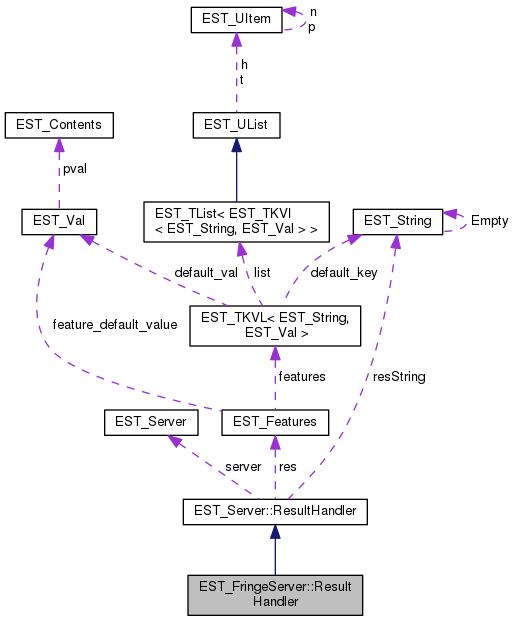 EST_UItem
n
p
h
t
EST_Contents
EST_UList
pval
EST_Val
EST_TList< EST_TKVI
< EST_String, EST_Val > >
EST_String
Empty
default_val
list
default_key
EST_TKVL< EST_String,
EST_Val >
feature_default_value
features
resString
EST_Server
EST_Features
server
res
EST_Server::ResultHandler
EST_FringeServer::Result
Handler